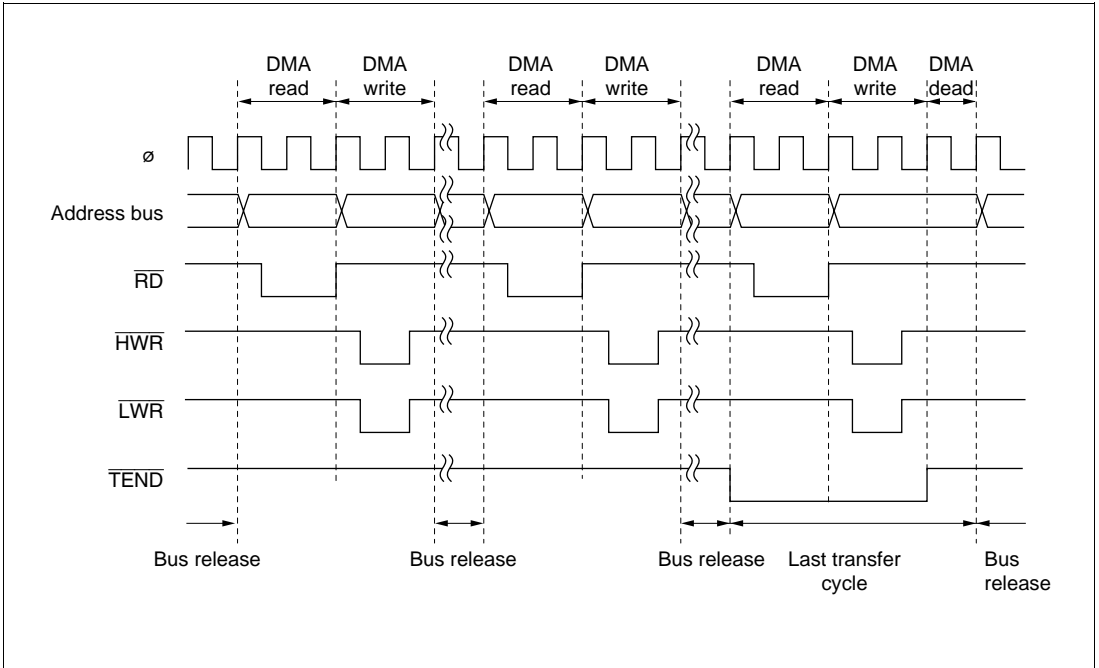 DMA read
DMA write
DMA read
DMA write
DMA read
DMA write
DMA dead
ø
Address bus
RD
HWR
LWR
TEND
Bus release
Bus release
Bus release
Last transfer cycle
Bus release